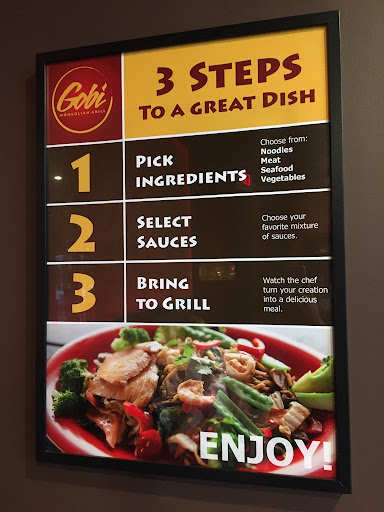 Gobi
MONGOLIAN GRILL
3 STEPS
TO A GREAT DISH
1
PICK
INGREDIENTS
Choose from:
Noodles
Meat
Seafood
Vegetables
2
SELECT
SAUCES
Choose your
favorite mixture
of sauces.
3
BRING
TO GRILL
Watch the chef
turn your creation
into a delicious
meal.
ENJOY!